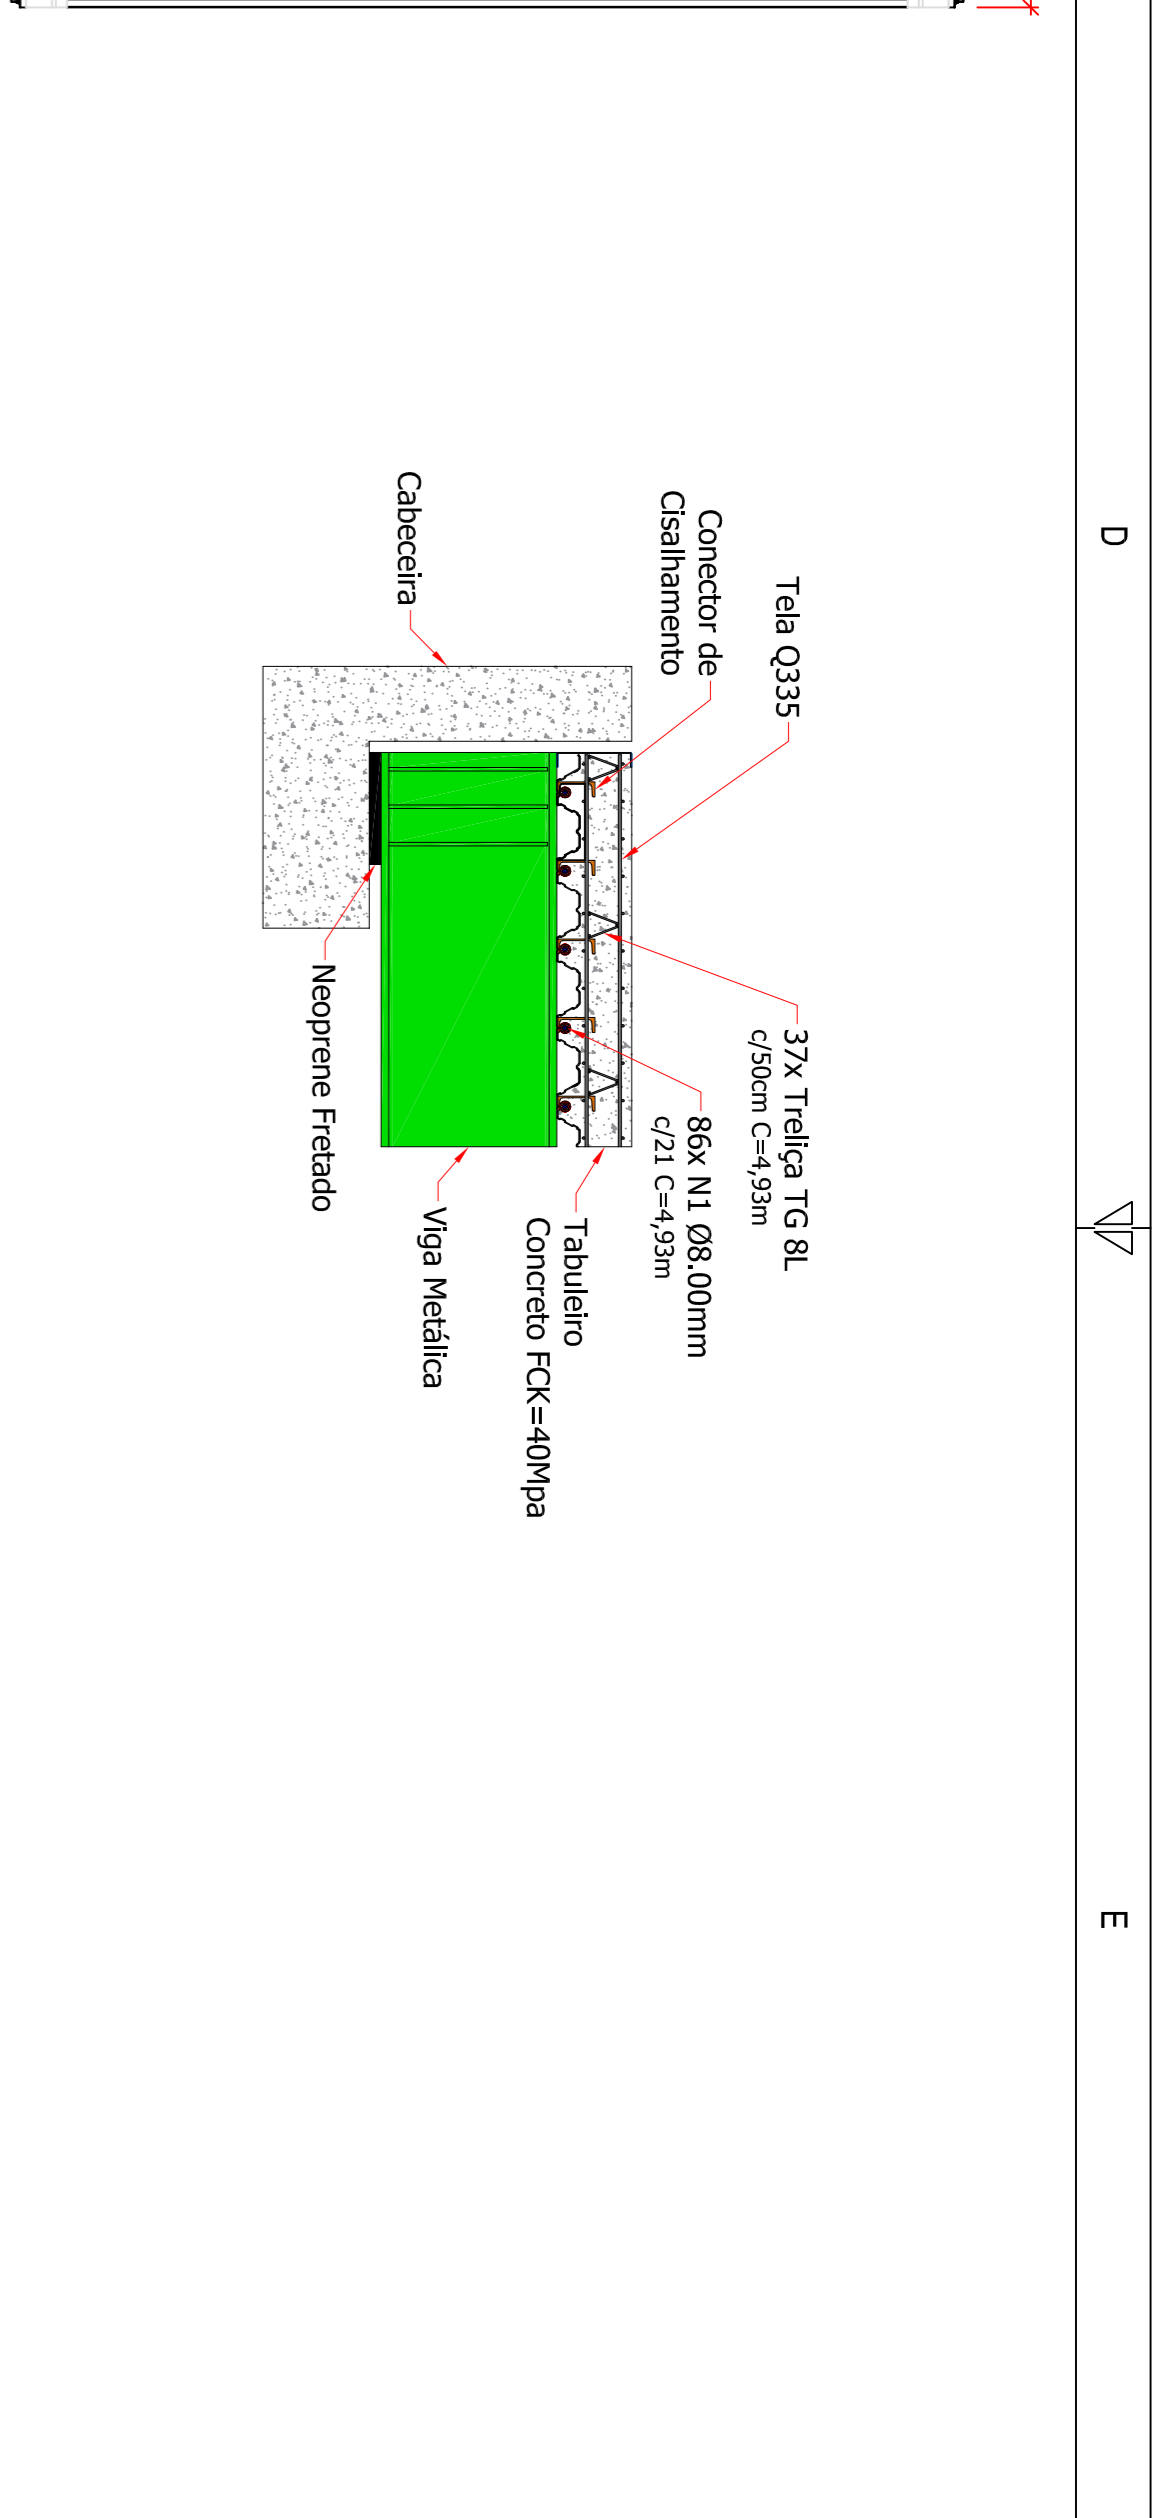 D
E
Tela Q335
Conector de
Cisalhamento
Cabeceira
37x Treliça TG 8L
c/50cm C=4,93m
86x N1 Ø8.00mm
c/21 C=4,93m
Tabuleiro
Concreto FCK=40Mpa
Viga Metálica
Neoprene Fretado